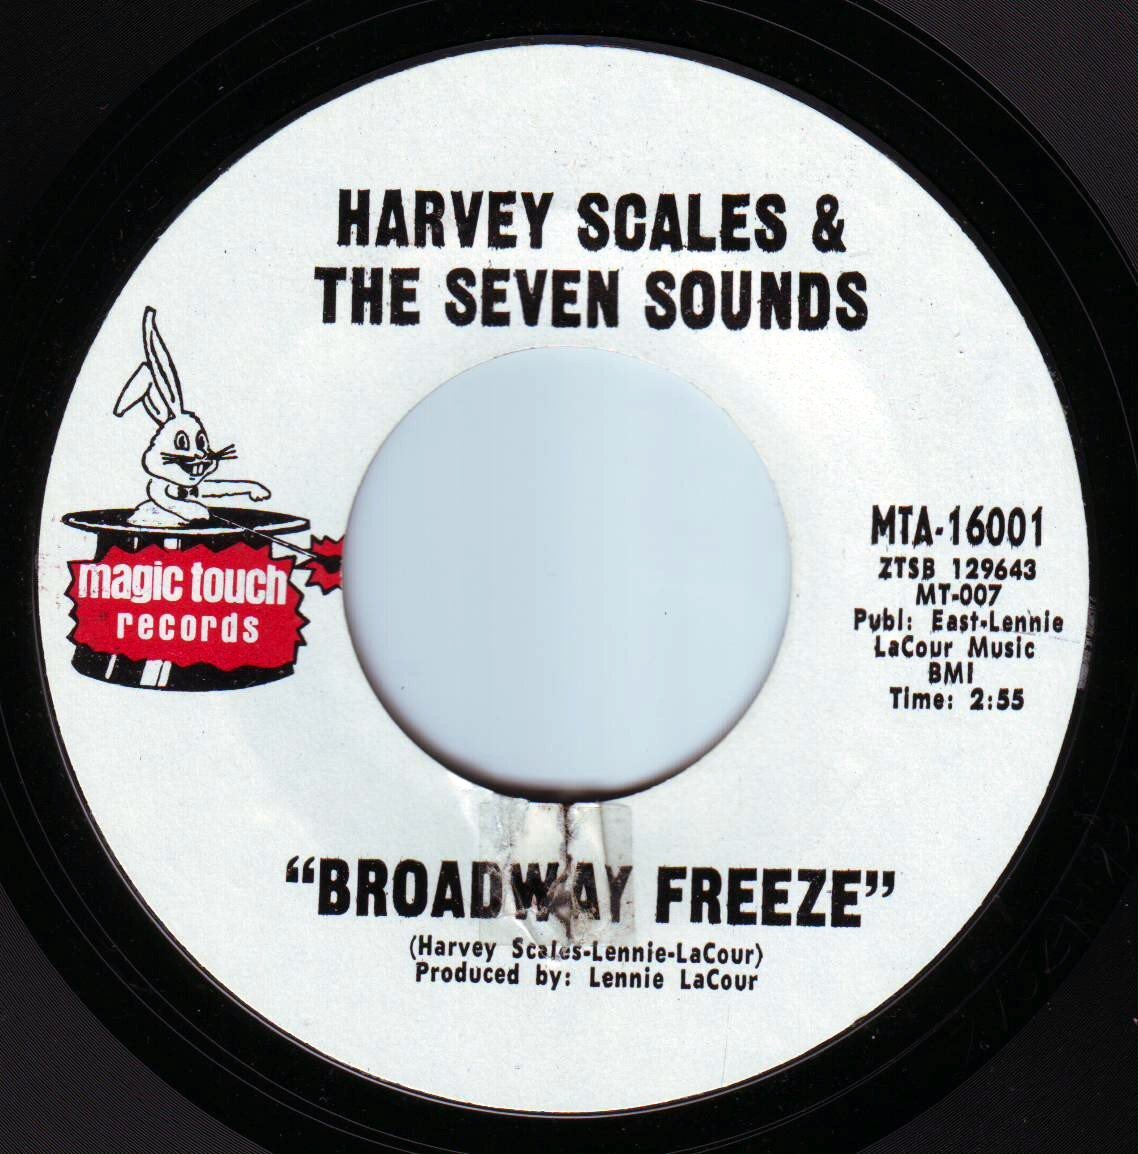 HARVEY SCALES &
THE SEVEN SOUNDS
magic touch
records
MTA-16001
ZTSB 129643
MT-007
Publ: East-Lennie
LaCour Music
BMI
Time: 2:55
"BROADWAY FREEZE"
(Harvey Scales-Lennie-LaCour)
Produced by: Lennie LaCour